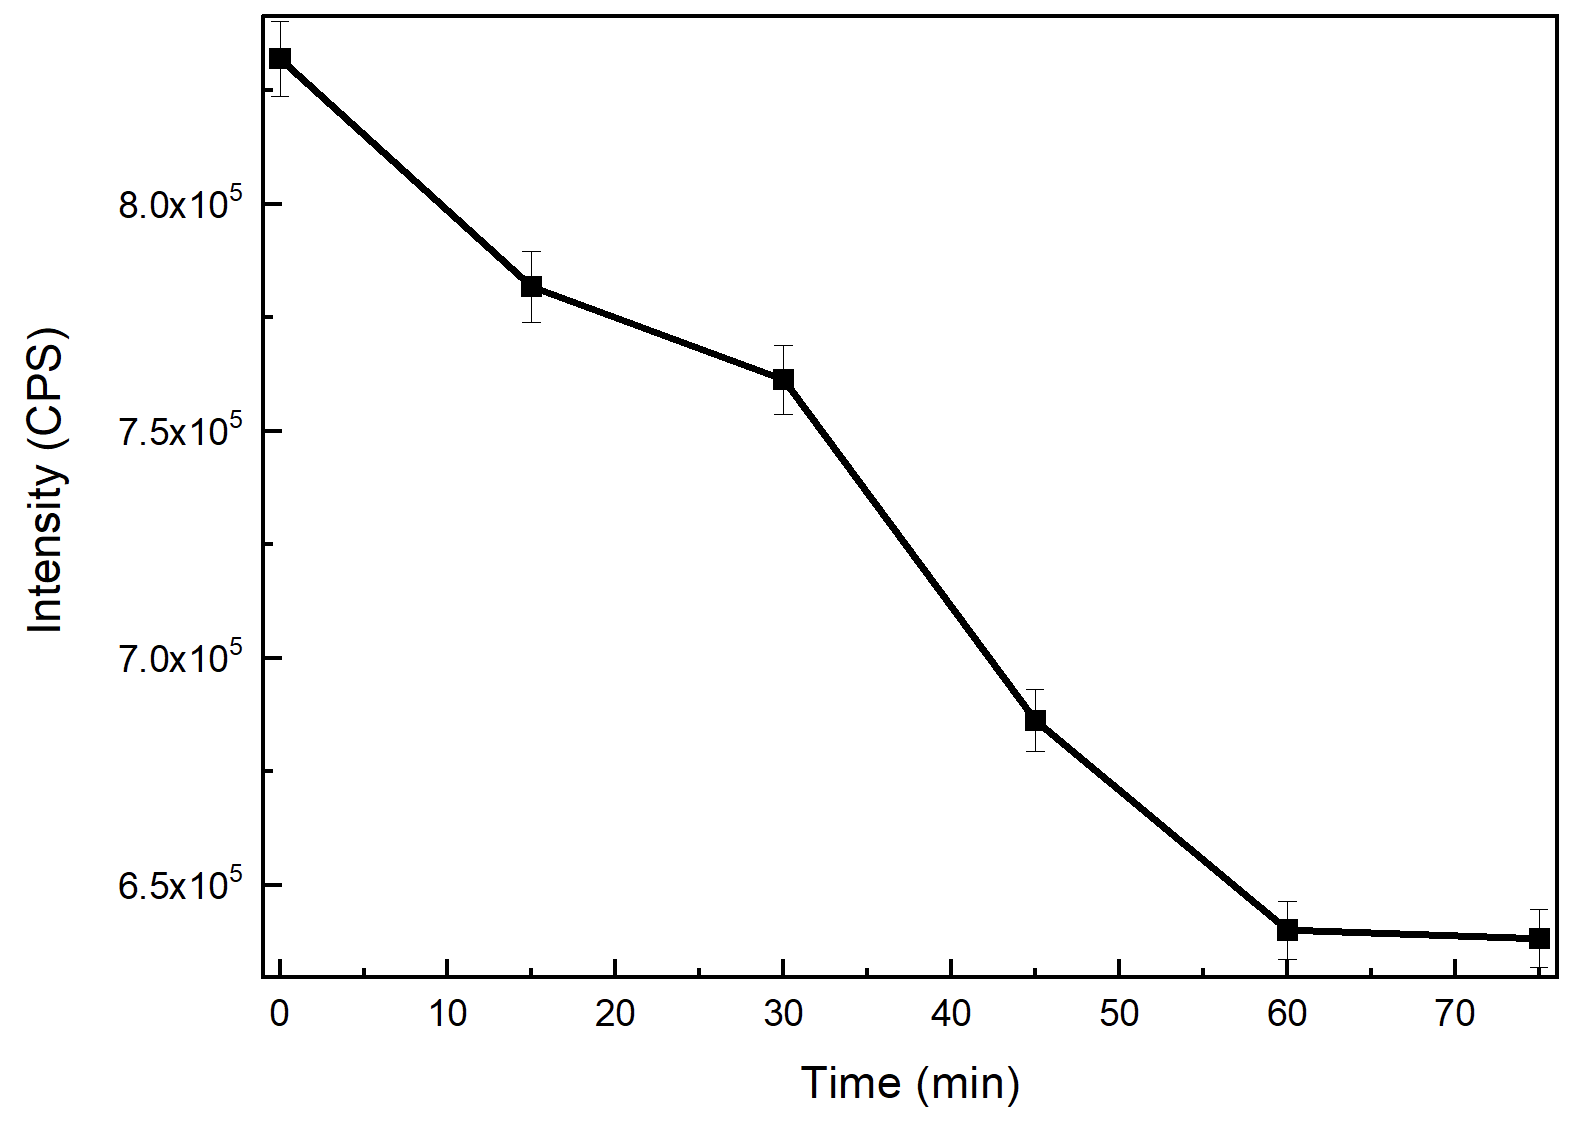 8.0x10⁵
7.5x10⁵
7.0x10⁵
6.5x10⁵
Intensity (CPS)
0 10 20 30 40 50 60 70
Time (min)